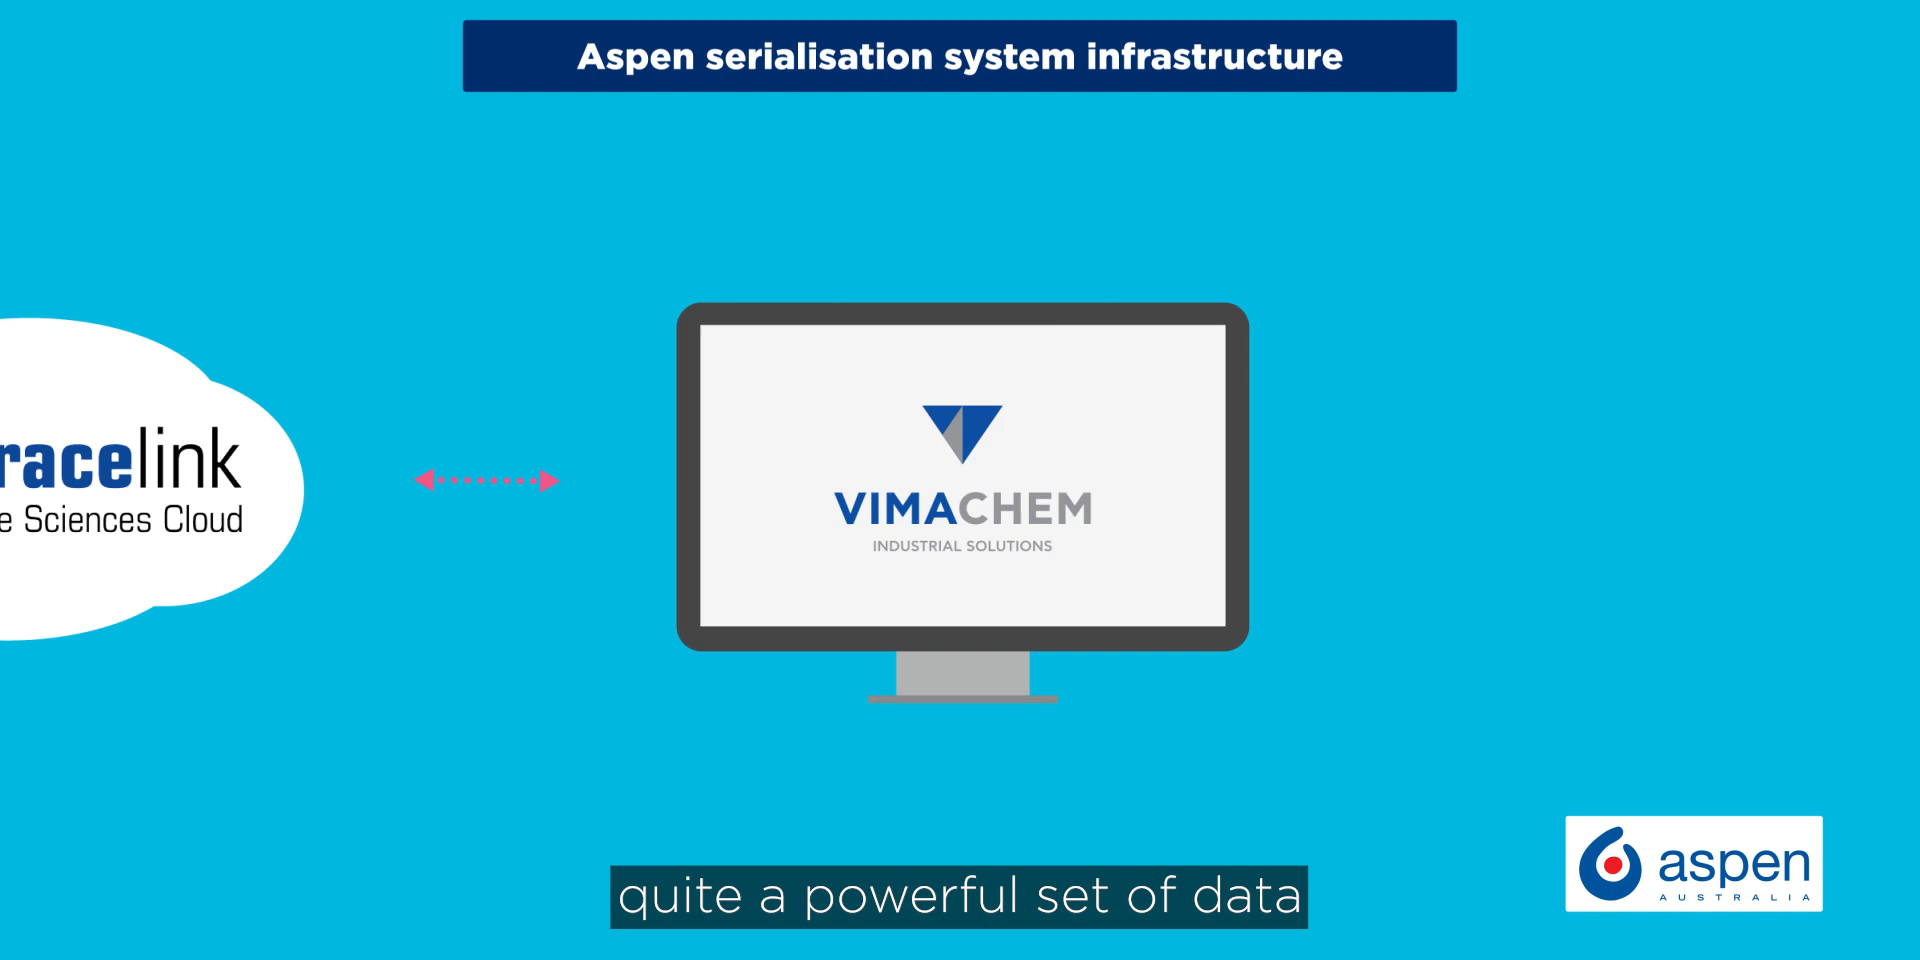 Aspen serialisation system infrastructure
racelink
e Sciences Cloud
VIMACHEM
INDUSTRIAL SOLUTIONS
aspen
AUSTRALIA
quite a powerful set of data